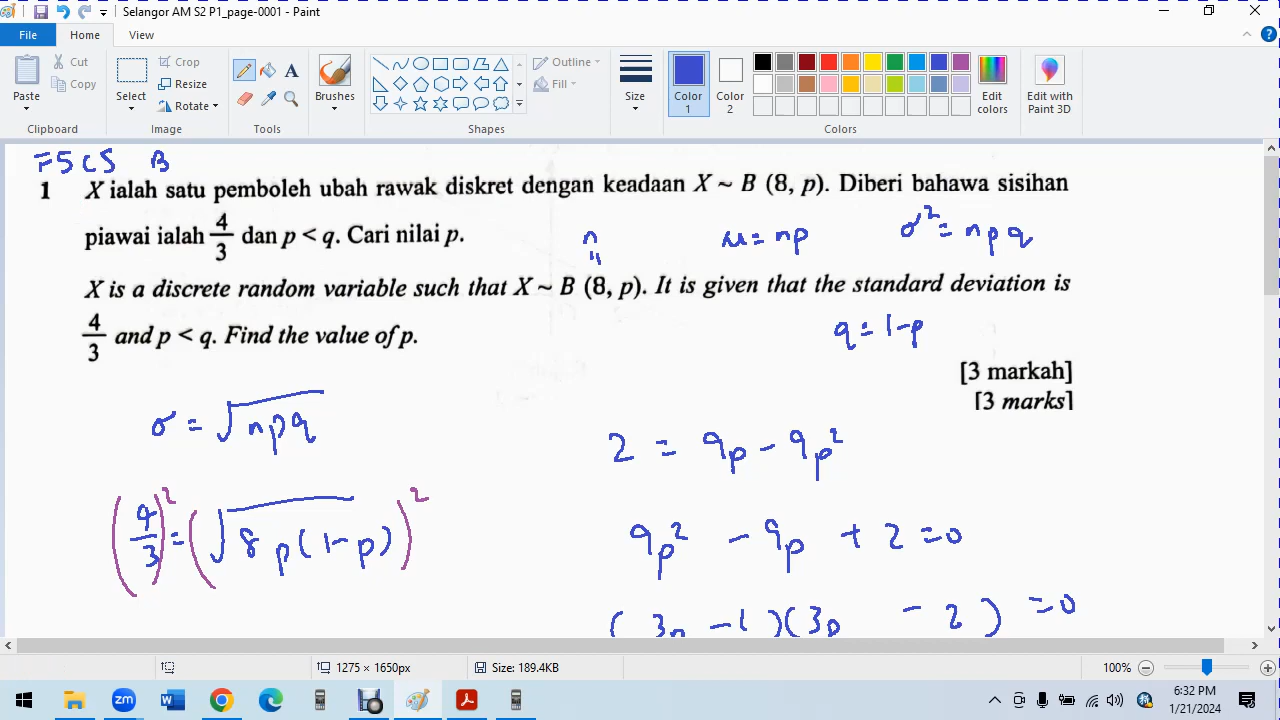 Selangor AM S2 P1_page-0001 - Paint
File Home View
Paste Cut Copy Clipboard
Select Crop Resize Rotate Image
A Tools
Brushes
Outline Fill Shapes
Size
Color 1 Color 2 Edit colors Colors
Edit with Paint 3D
F5 C5 B
1 X ialah satu pemboleh ubah rawak diskret dengan keadaan X ~ B (8, p). Diberi bahawa sisihan
piawai ialah 4/3 dan p < q. Cari nilai p.
n μ = np σ² = npq
X is a discrete random variable such that X ~ B (8, p). It is given that the standard deviation is
4/3 and p < q. Find the value of p.
q = 1-p
[3 markah]
[3 marks]
σ = √npq
2 = 9p - 9p²
(4/3)² = (√8p(1-p))²
9p² - 9p + 2 = 0
(3p - 1)(3p - 2) = 0
1275 × 1650px Size: 189.4KB 100%
zm W
6:32 PM
1/21/2024